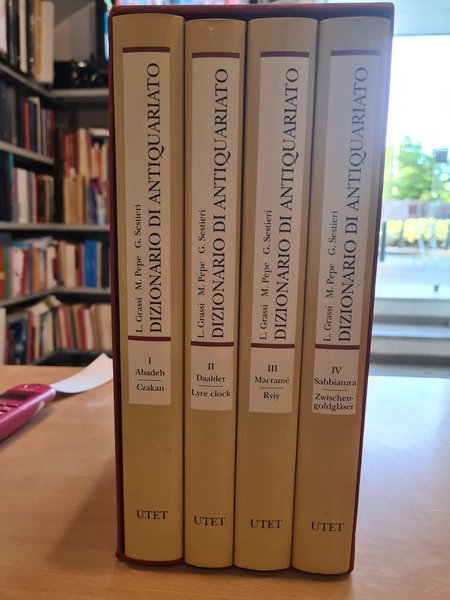 L. Grassi M. Pepe G. Sestieri
DIZIONARIO DI ANTIQUARIATO
I
Abadeh
Czakan
UTET
L. Grassi M. Pepe G. Sestieri
DIZIONARIO DI ANTIQUARIATO
II
Daalder
Lyre clock
UTET
L. Grassi M. Pepe G. Sestieri
DIZIONARIO DI ANTIQUARIATO
III
Macramè
Ryiy
UTET
L. Grassi M. Pepe G. Sestieri
DIZIONARIO DI ANTIQUARIATO
IV
Sabbiatura
Zwischen-
goldgläser
UTET